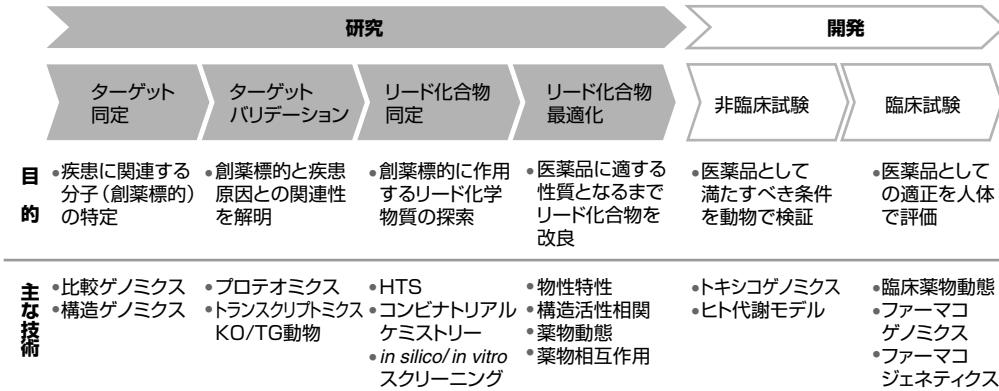 研究
開発
ターゲット
同定
ターゲット
バリデーション
リード化合物
同定
リード化合物
最適化
非臨床試験
臨床試験
目的
•疾患に関連する
分子(創薬標的)
の特定
•創薬標的と疾患
原因との関連性
を解明
•創薬標的に作用
するリード化学
物質の探索
•医薬品に適する
性質となるまで
リード化合物を
改良
•医薬品として
満たすべき条件
を動物で検証
•医薬品として
の適正を人体
で評価
主な技術
•比較ゲノミクス
•構造ゲノミクス
•プロテオミクス
•トランスクリプトミクス
KO/TG動物
•HTS
•コンビナトリアル
ケミストリー
•in silico/in vitro
スクリーニング
•物性特性
•構造活性相関
•薬物動態
•薬物相互作用
•トキシコゲノミクス
•ヒト代謝モデル
•臨床薬物動態
•ファーマコ
ゲノミクス
•ファーマコ
ジェネティクス